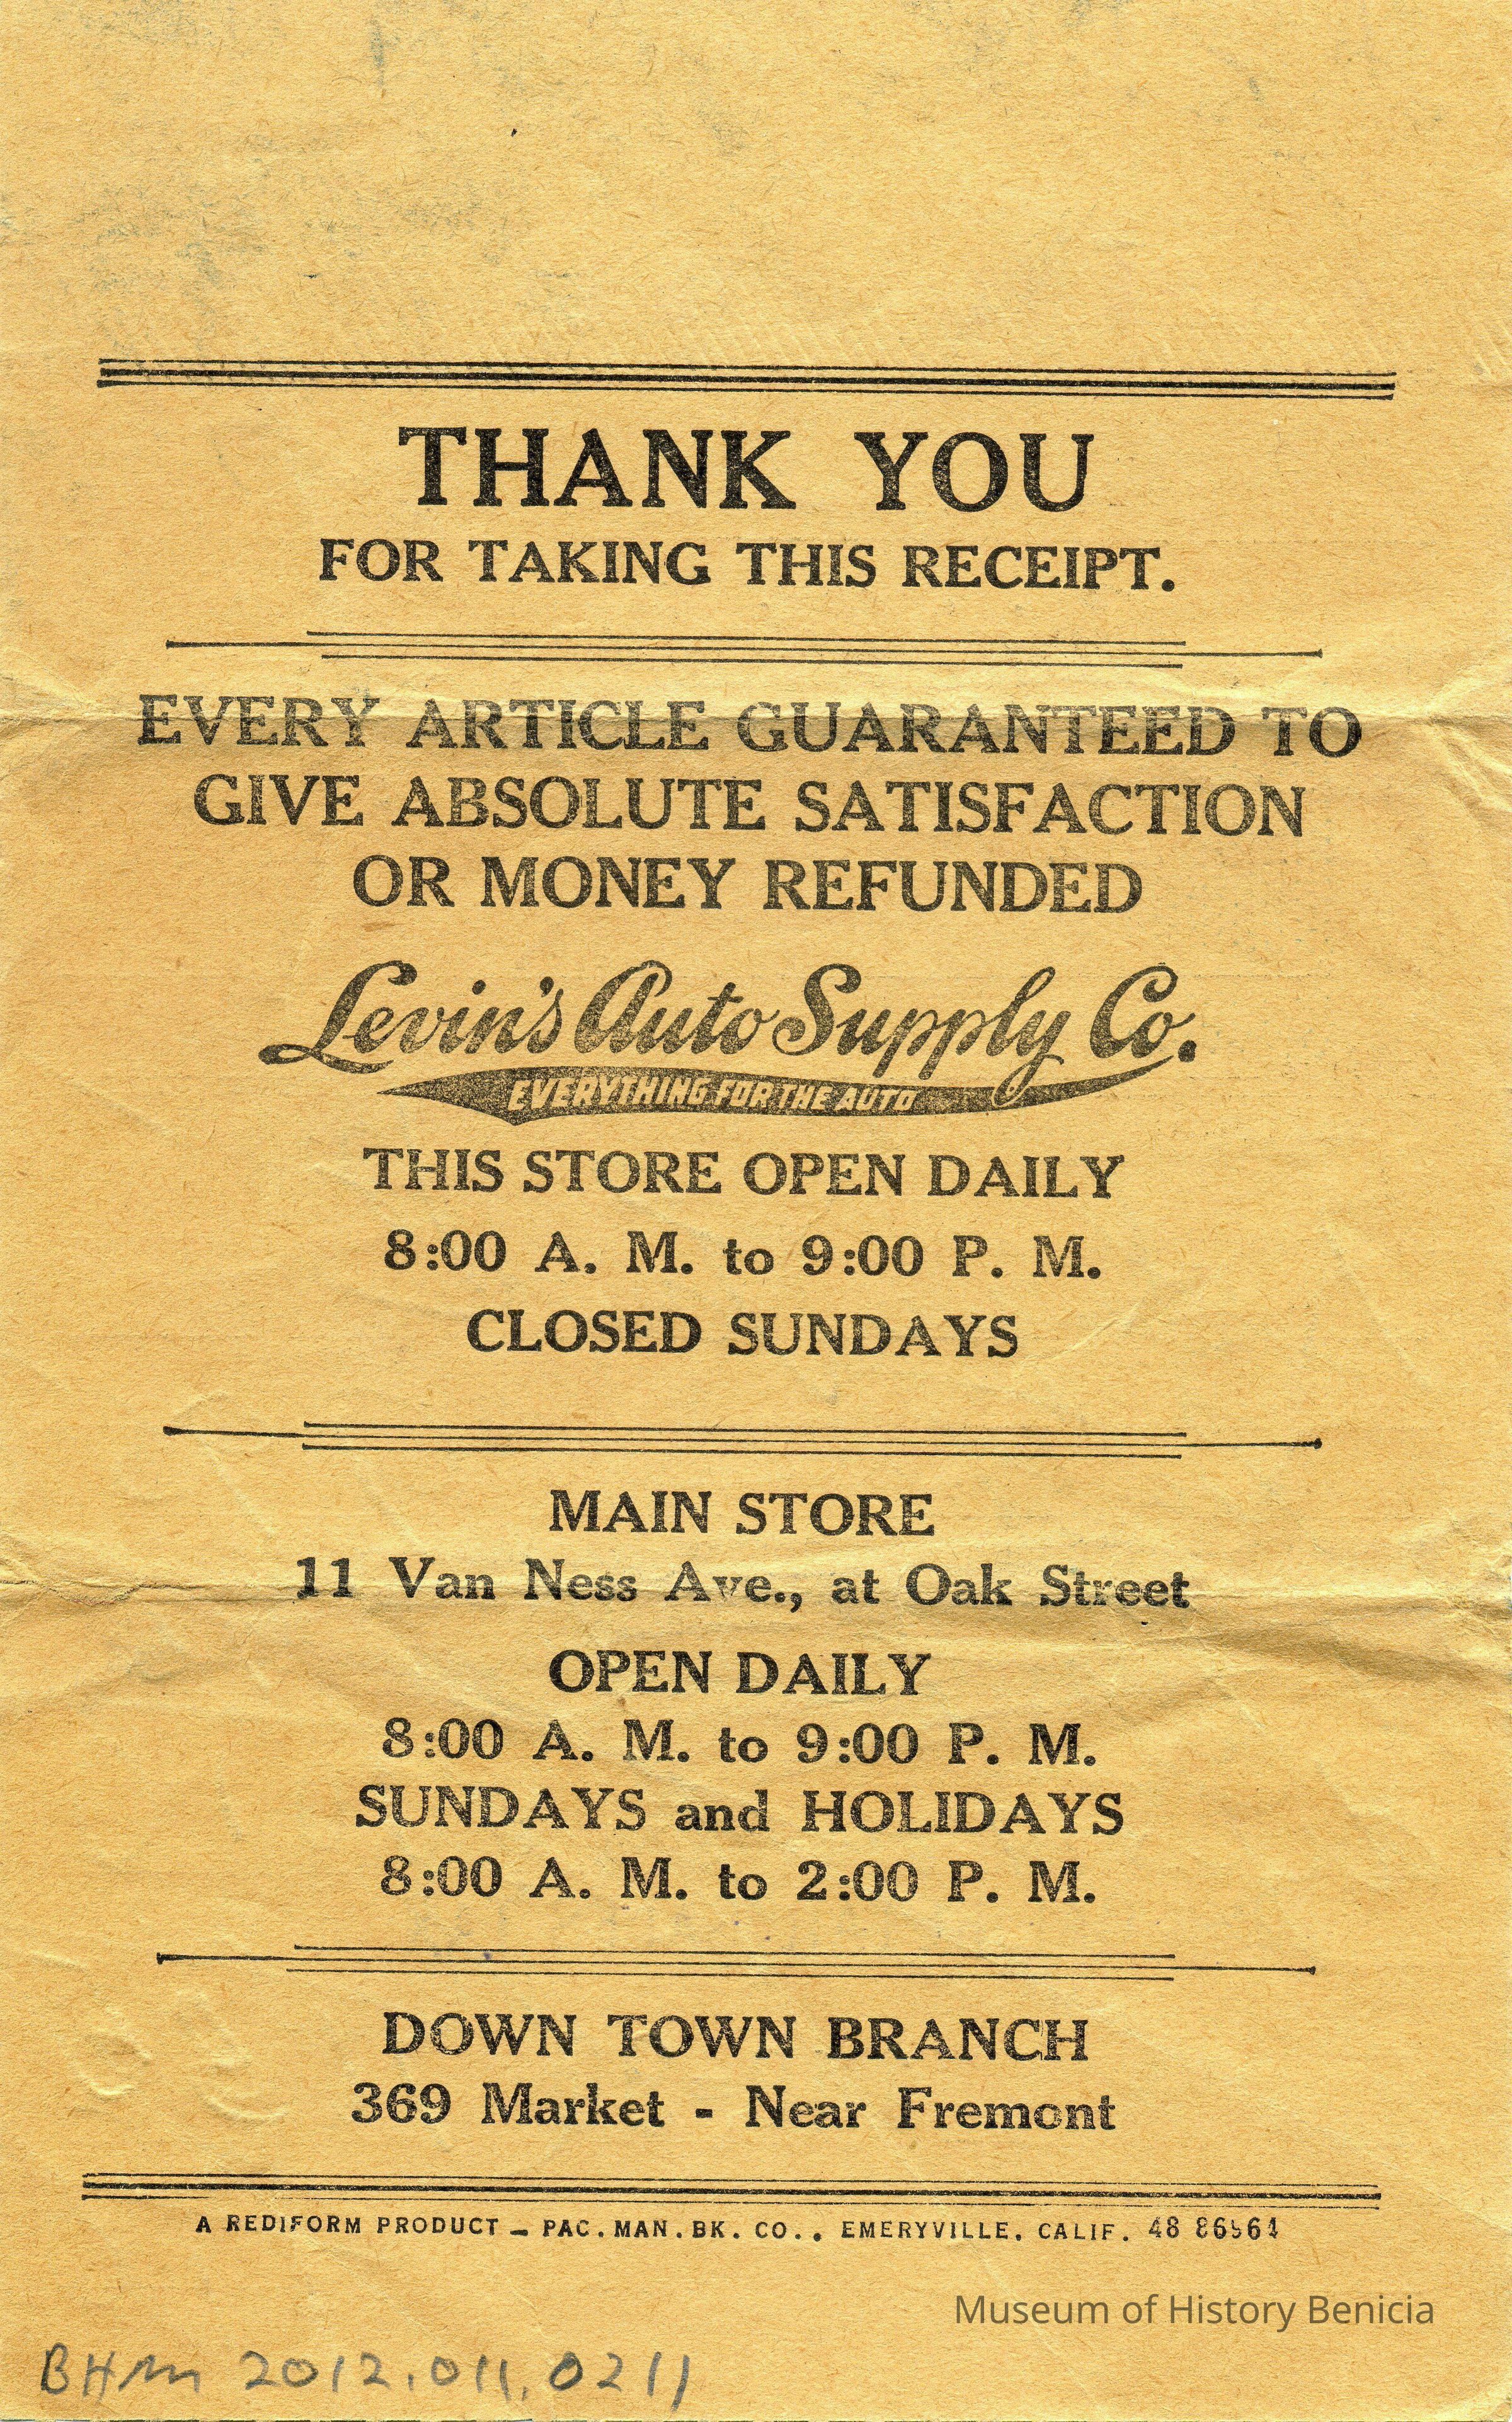 THANK YOU
FOR TAKING THIS RECEIPT.
EVERY ARTICLE GUARANTEED TO
GIVE ABSOLUTE SATISFACTION
OR MONEY REFUNDED
Levin's Auto Supply Co.
EVERYTHING FOR THE AUTO
THIS STORE OPEN DAILY
8:00 A. M. to 9:00 P. M.
CLOSED SUNDAYS
MAIN STORE
11 Van Ness Ave., at Oak Street
OPEN DAILY
8:00 A. M. to 9:00 P. M.
SUNDAYS and HOLIDAYS
8:00 A. M. to 2:00 P. M.
DOWN TOWN BRANCH
369 Market - Near Fremont
A REDIFORM PRODUCT — PAC. MAN. BK. CO.. EMERYVILLE. CALIF. 48
Museum of History Benicia
BHM 2012.011.0211